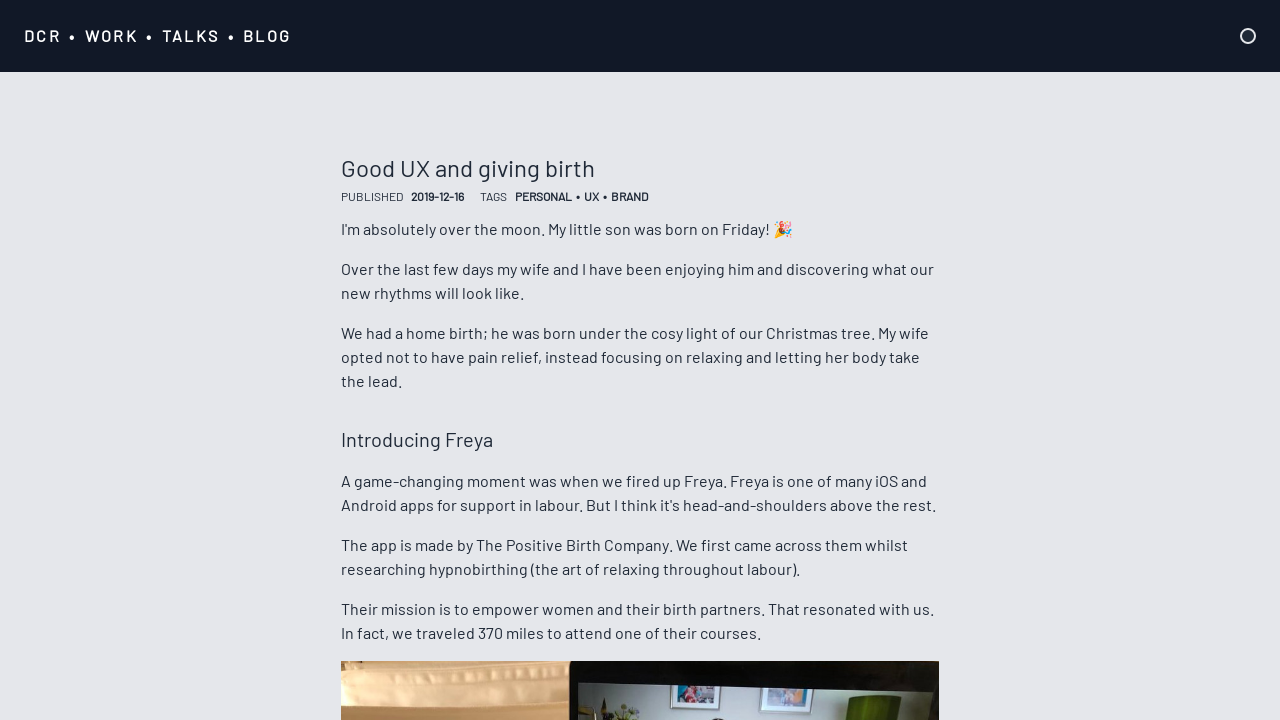 DCR • WORK • TALKS • BLOG
Good UX and giving birth
PUBLISHED 2019-12-16 TAGS PERSONAL • UX • BRAND
I'm absolutely over the moon. My little son was born on Friday! 🎉
Over the last few days my wife and I have been enjoying him and discovering what our
new rhythms will look like.
We had a home birth; he was born under the cosy light of our Christmas tree. My wife
opted not to have pain relief, instead focusing on relaxing and letting her body take
the lead.
Introducing Freya
A game-changing moment was when we fired up Freya. Freya is one of many iOS and
Android apps for support in labour. But I think it's head-and-shoulders above the rest.
The app is made by The Positive Birth Company. We first came across them whilst
researching hypnobirthing (the art of relaxing throughout labour).
Their mission is to empower women and their birth partners. That resonated with us.
In fact, we traveled 370 miles to attend one of their courses.